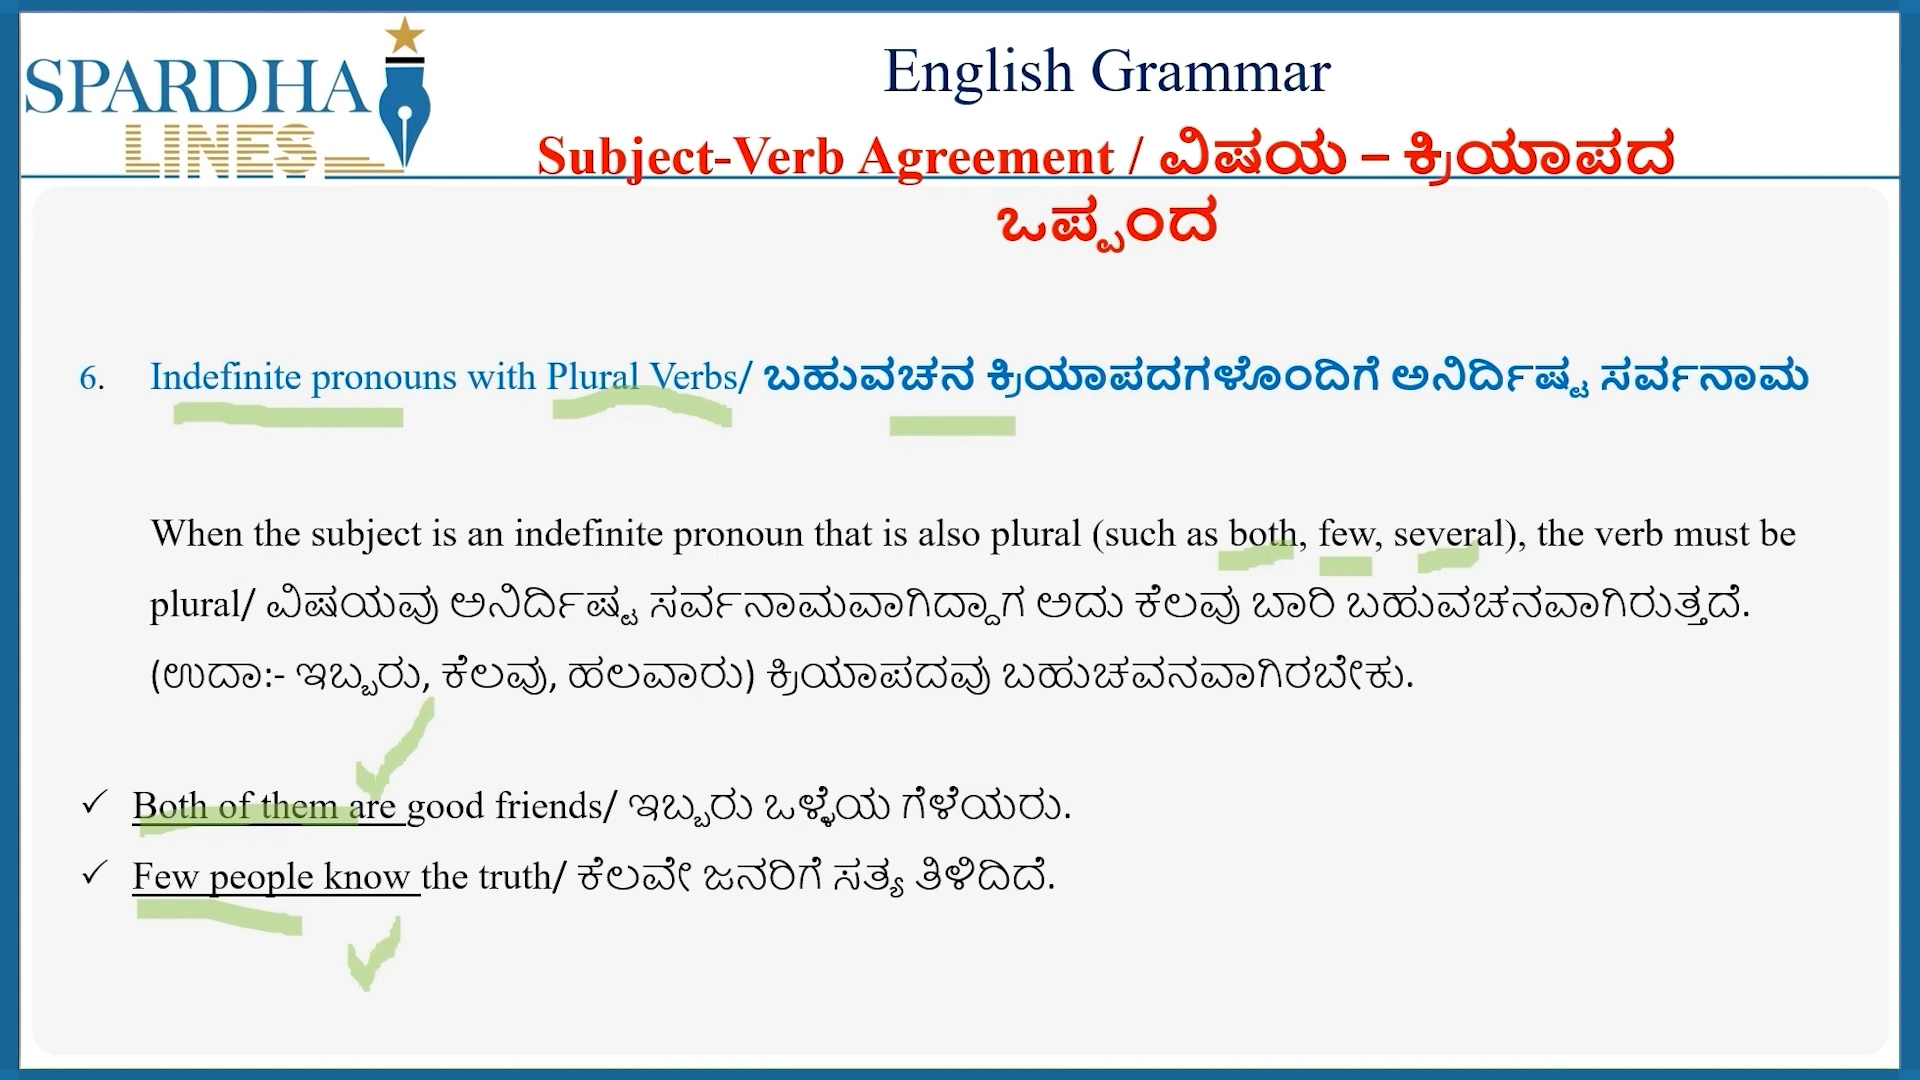 SPARDHA
LINES
English Grammar
Subject-Verb Agreement / ವಿಷಯ – ಕ್ರಿಯಾಪದ
ಒಪ್ಪಂದ
6. Indefinite pronouns with Plural Verbs/ ಬಹುವಚನ ಕ್ರಿಯಾಪದಗಳೊಂದಿಗೆ ಅನಿರ್ದಿಷ್ಟ ಸರ್ವನಾಮ
When the subject is an indefinite pronoun that is also plural (such as both, few, several), the verb must be
plural/ ವಿಷಯವು ಅನಿರ್ದಿಷ್ಟ ಸರ್ವನಾಮವಾಗಿದ್ದಾಗ ಅದು ಕೆಲವು ಬಾರಿ ಬಹುವಚನವಾಗಿರುತ್ತದೆ.
(ಉದಾ:- ಇಬ್ಬರು, ಕೆಲವು, ಹಲವಾರು) ಕ್ರಿಯಾಪದವು ಬಹುಚವನವಾಗಿರಬೇಕು.
✓ Both of them are good friends/ ಇಬ್ಬರು ಒಳ್ಳೆಯ ಗೆಳೆಯರು.
✓ Few people know the truth/ ಕೆಲವೇ ಜನರಿಗೆ ಸತ್ಯ ತಿಳಿದಿದೆ.